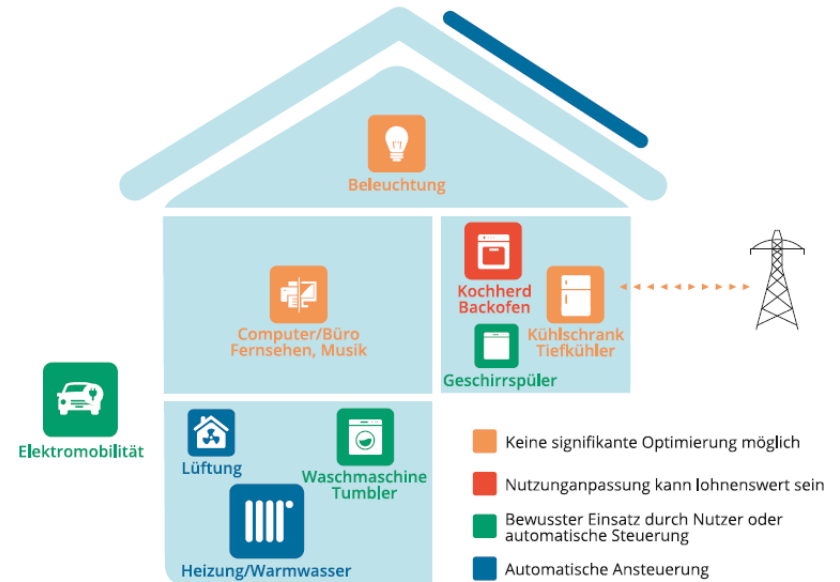 Beleuchtung
Computer/Büro
Fernsehen, Musik
Kochherd
Backofen
Kühlschrank
Tiefkühler
Geschirrspüler
Elektromobilität
Lüftung
Waschmaschine
Tumbler
Heizung/Warmwasser
Keine signifikante Optimierung möglich
Nutzunganpassung kann lohnenswert sein
Bewusster Einsatz durch Nutzer oder
automatische Steuerung
Automatische Ansteuerung